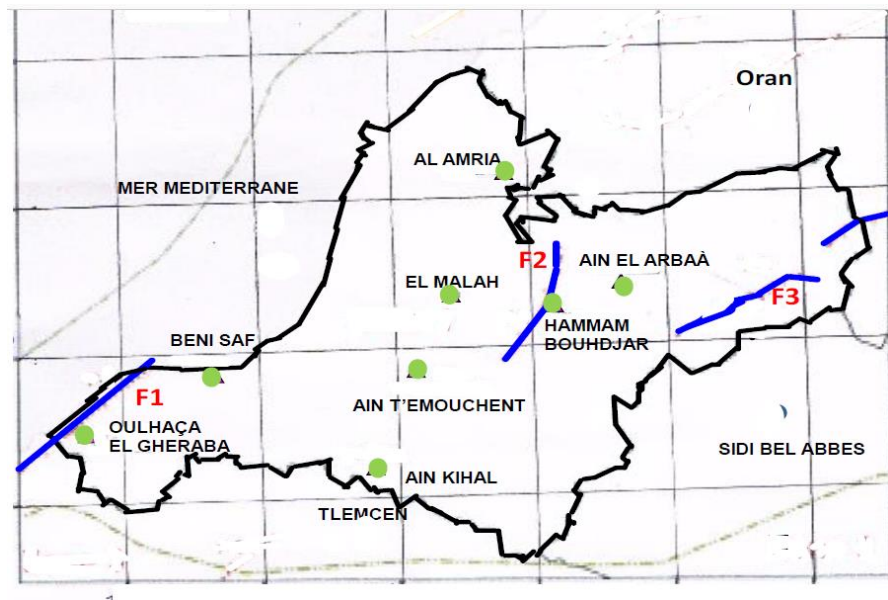 Oran
AL AMRIA
MER MEDITERRANE
F2
AIN EL ARBAÀ
EL MALAH
F3
HAMMAM
BOUHDJAR
BENI SAF
F1
AIN T'EMOUCHENT
OULHAÇA
EL GHERABA
SIDI BEL ABBES
AIN KIHAL
TLEMCEN